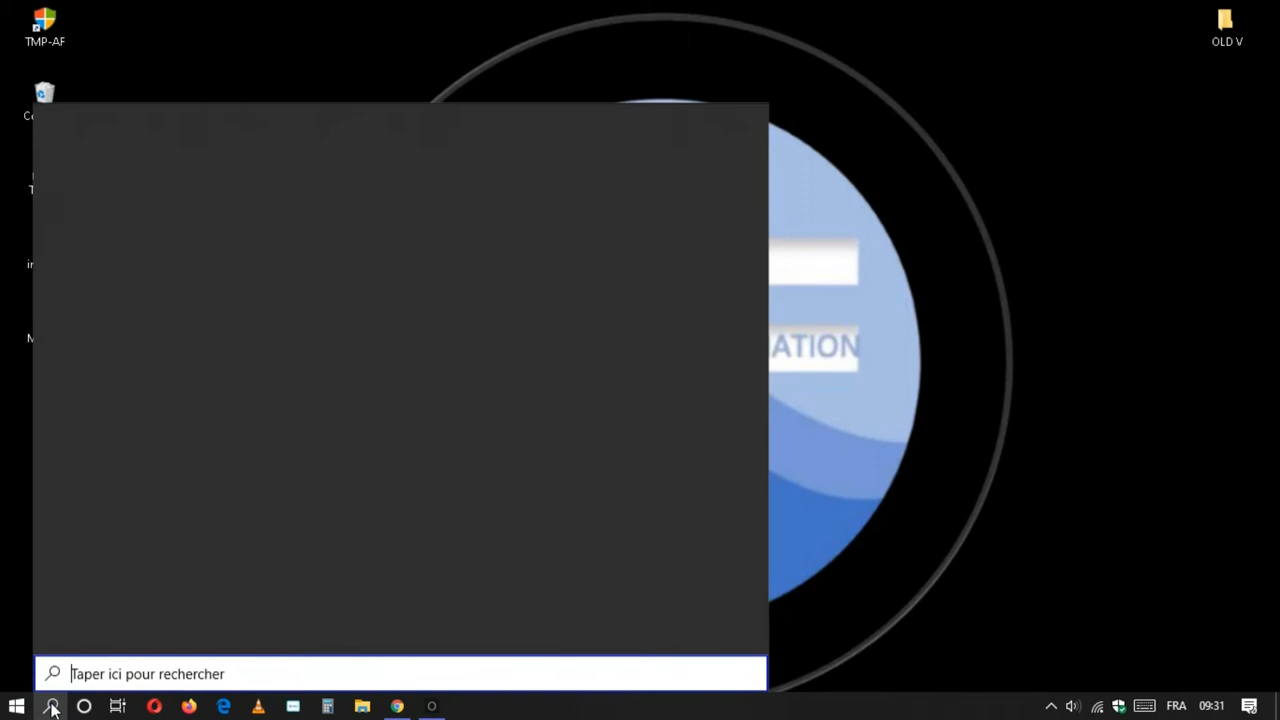 TMP-AF
OLD V
ATION
Taper ici pour rechercher
FRA
09:31